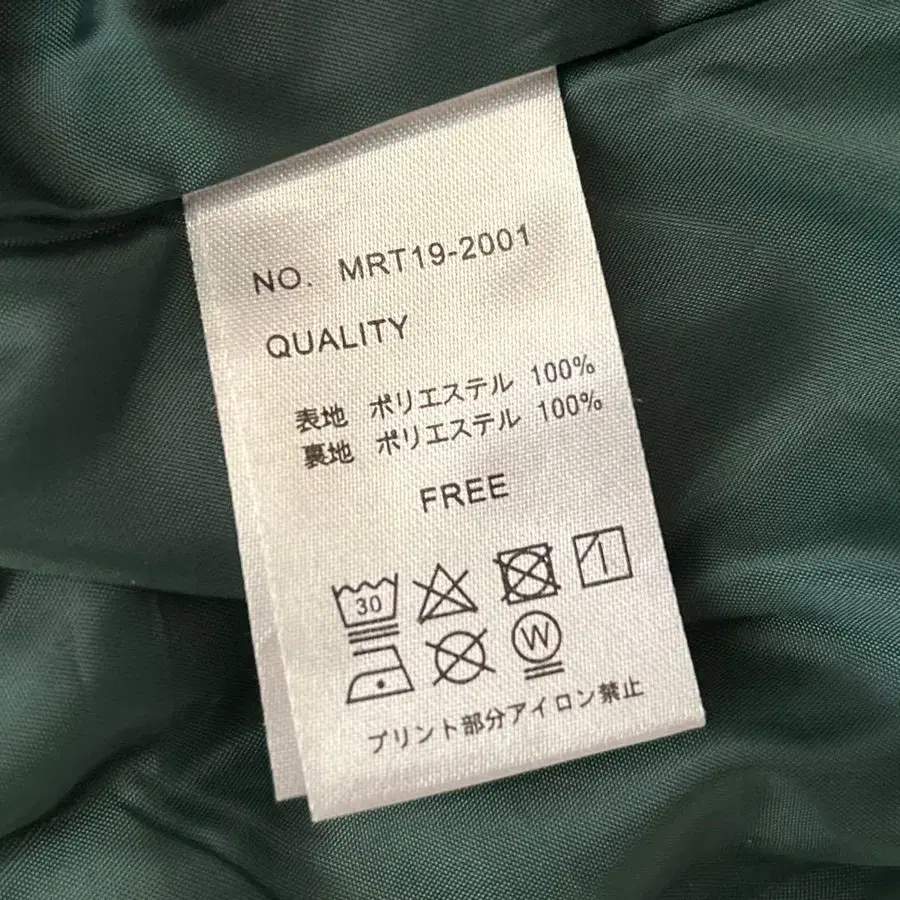 NO. MRT19-2001
QUALITY
表地 ポリエステル 100%
裏地 ポリエステル 100%
FREE
30
W
プリント部分アイロン禁止